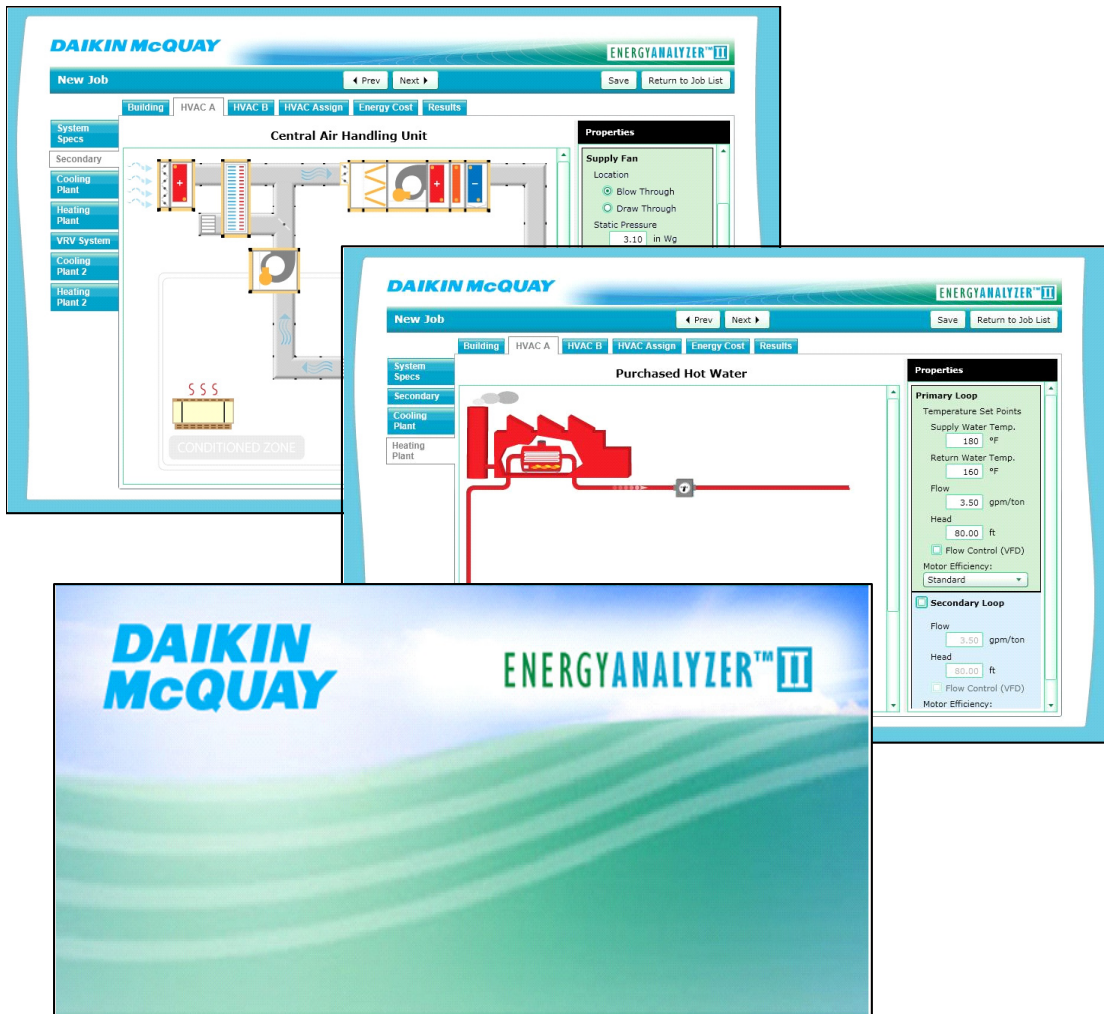 DAIKIN McQUAY
ENERGYANALYZER™ II
New Job
Prev
Next
Save
Return to Job List
Building
HVAC A
HVAC B
HVAC Assign
Energy Cost
Results
System
Specs
Secondary
Cooling
Plant
Heating
Plant
VRV System
Cooling
Plant 2
Heating
Plant 2
Central Air Handling Unit
CONDITIONED ZONE
Properties
Supply Fan
Location
Blow Through
Draw Through
Static Pressure
3.10 in Wg
DAIKIN McQUAY
ENERGYANALYZER™ II
New Job
Prev
Next
Save
Return to Job List
Building
HVAC A
HVAC B
HVAC Assign
Energy Cost
Results
System
Specs
Secondary
Cooling
Plant
Heating
Plant
Purchased Hot Water
Properties
Primary Loop
Temperature Set Points
Supply Water Temp.
180 °F
Return Water Temp.
160 °F
Flow
3.50 gpm/ton
Head
80.00 ft
Flow Control (VFD)
Motor Efficiency:
Standard
Secondary Loop
Flow
3.50 gpm/ton
Head
80.00 ft
Flow Control (VFD)
Motor Efficiency:
DAIKIN
McQUAY
ENERGYANALYZER™ II